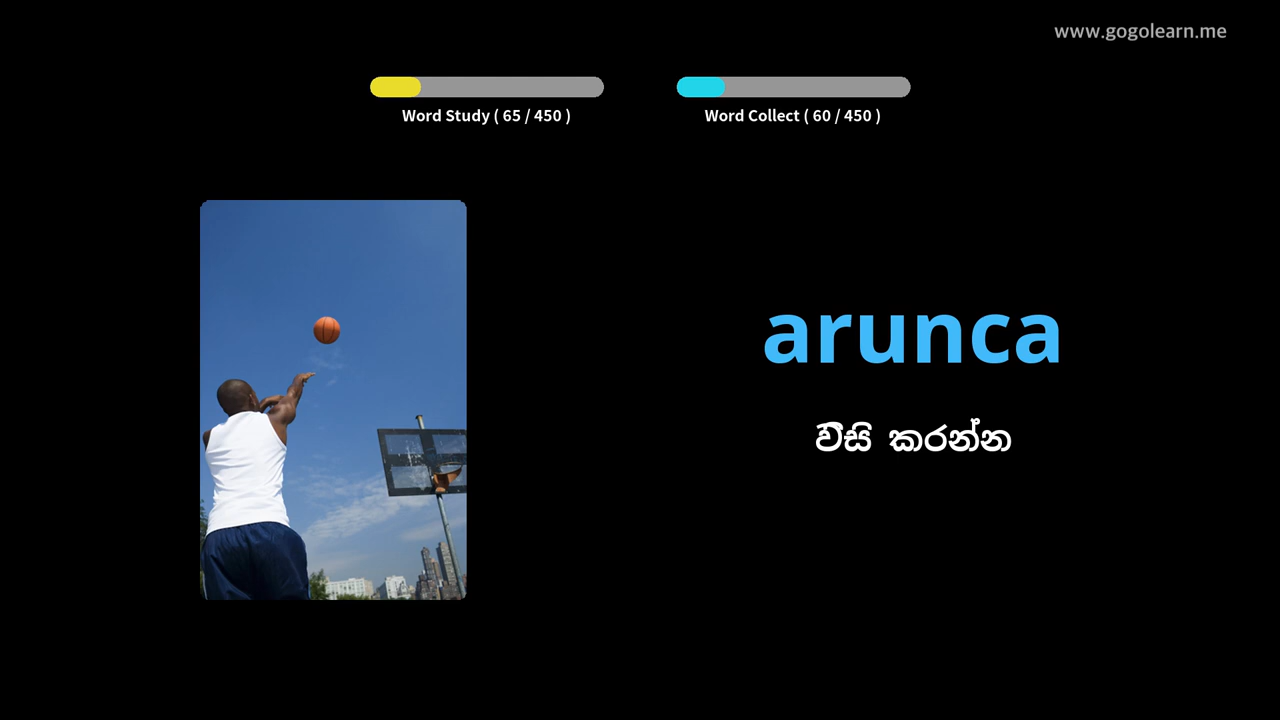 www.gogolearn.me
Word Study ( 65 / 450 )
Word Collect ( 60 / 450 )
arunca
වීසි කරන්න